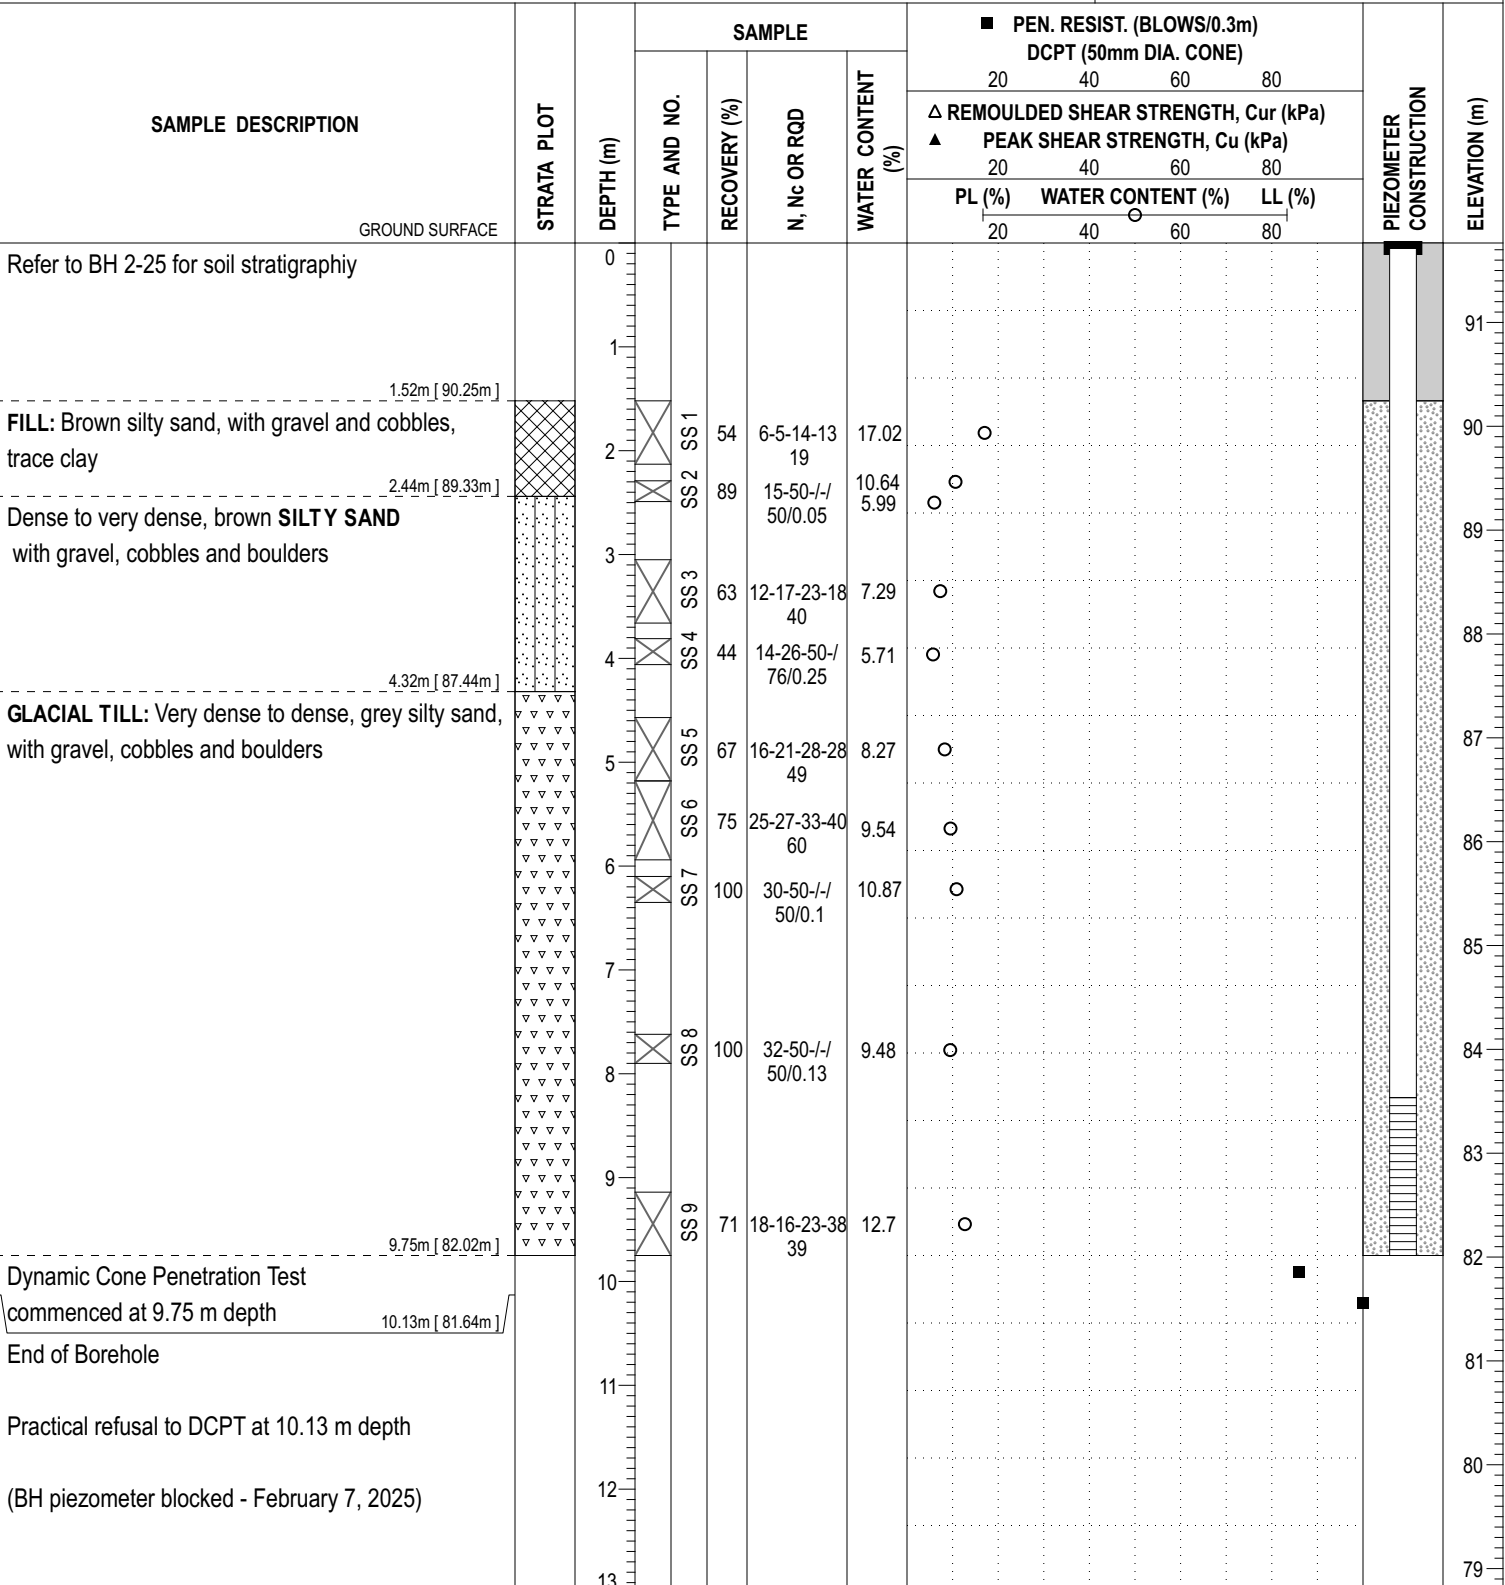 SAMPLE DESCRIPTION
GROUND SURFACE
STRATA PLOT
DEPTH (m)
SAMPLE
TYPE AND NO.
RECOVERY (%)
N, Nc OR RQD
WATER CONTENT
(%)
■ PEN. RESIST. (BLOWS/0.3m)
DCPT (50mm DIA. CONE)
20 40 60 80
△ REMOULDED SHEAR STRENGTH, Cur (kPa)
▲ PEAK SHEAR STRENGTH, Cu (kPa)
20 40 60 80
PL (%) WATER CONTENT (%) LL (%)
20 40 60 80
PIEZOMETER
CONSTRUCTION
ELEVATION (m)
Refer to BH 2-25 for soil stratigraphiy
1.52m [ 90.25m ]
FILL: Brown silty sand, with gravel and cobbles,
trace clay
2.44m [ 89.33m ]
Dense to very dense, brown SILTY SAND
with gravel, cobbles and boulders
4.32m [ 87.44m ]
GLACIAL TILL: Very dense to dense, grey silty sand,
with gravel, cobbles and boulders
9.75m [ 82.02m ]
Dynamic Cone Penetration Test
commenced at 9.75 m depth
10.13m [ 81.64m ]
End of Borehole
Practical refusal to DCPT at 10.13 m depth
(BH piezometer blocked - February 7, 2025)
0
1
2
3
4
5
6
7
8
9
10
11
12
13
SS 1
54
6-5-14-13
19
17.02
SS 2
89
15-50-/-/
50/0.05
10.64
5.99
SS 3
63
12-17-23-18
40
7.29
SS 4
44
14-26-50-/
76/0.25
5.71
SS 5
67
16-21-28-28
49
8.27
SS 6
75
25-27-33-40
60
9.54
SS 7
100
30-50-/-/
50/0.1
10.87
SS 8
100
32-50-/-/
50/0.13
9.48
SS 9
71
18-16-23-38
39
12.7
91
90
89
88
87
86
85
84
83
82
81
80
79